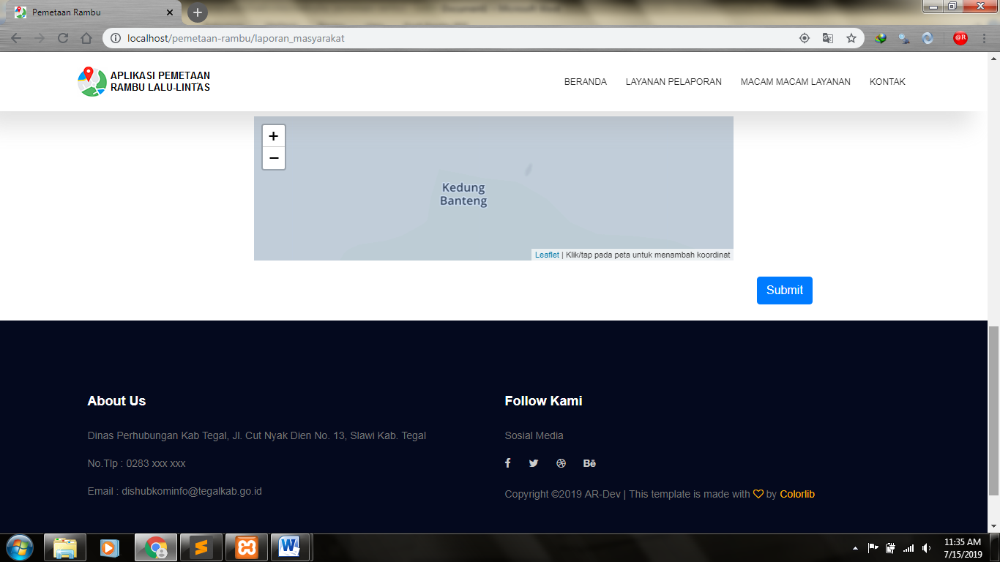 Pemetaan Rambu
localhost/pemetaan-rambu/laporan_masyarakat
@R
APLIKASI PEMETAAN
RAMBU LALU-LINTAS
BERANDA LAYANAN PELAPORAN MACAM MACAM LAYANAN KONTAK
+
−
Kedung
Banteng
Leaflet | Klik/tap pada peta untuk menambah koordinat
Submit
About Us
Dinas Perhubungan Kab Tegal, Jl. Cut Nyak Dien No. 13, Slawi Kab. Tegal
No.Tlp : 0283 xxx xxx
Email : dishubkominfo@tegalkab.go.id
Follow Kami
Sosial Media
Bē
Copyright ©2019 AR-Dev | This template is made with ♡ by Colorlib
11:35 AM
7/15/2019